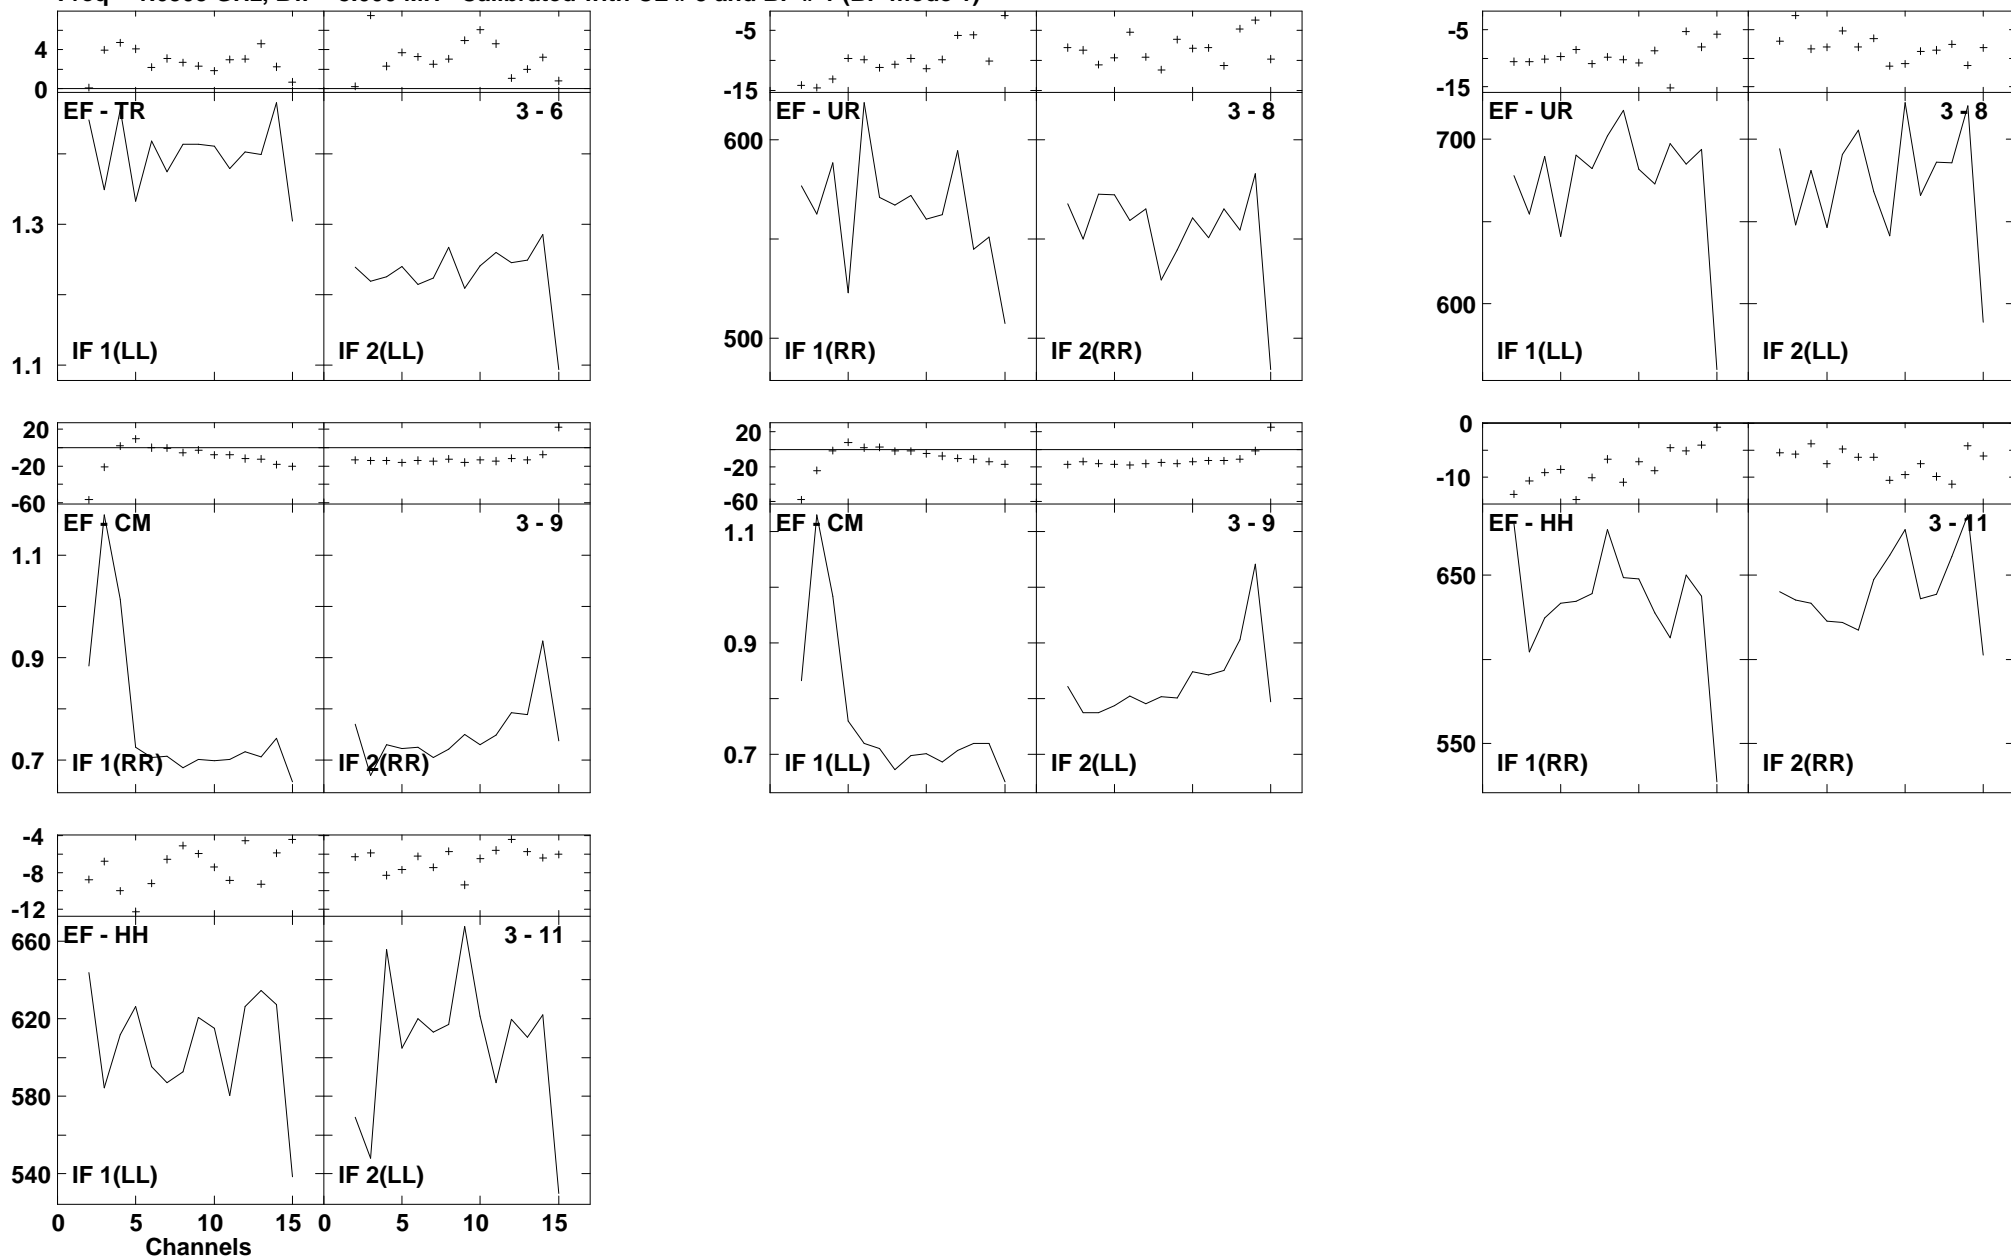 4
0
EF - TR
3 - 6
1.3
1.1
IF 1(LL)
IF 2(LL)
-5
-15
EF - UR
3 - 8
600
500
IF 1(RR)
IF 2(RR)
-5
-15
EF - UR
3 - 8
700
600
IF 1(LL)
IF 2(LL)
20
-20
-60
EF - CM
3 - 9
1.1
0.9
0.7
IF 1(RR)
IF 2(RR)
20
-20
-60
EF - CM
3 - 9
1.1
0.9
0.7
IF 1(LL)
IF 2(LL)
0
-10
EF - HH
3 - 11
650
550
IF 1(RR)
IF 2(RR)
-4
-8
-12
EF - HH
3 - 11
660
620
580
540
IF 1(LL)
IF 2(LL)
0 5 10 15 0 5 10 15
Channels